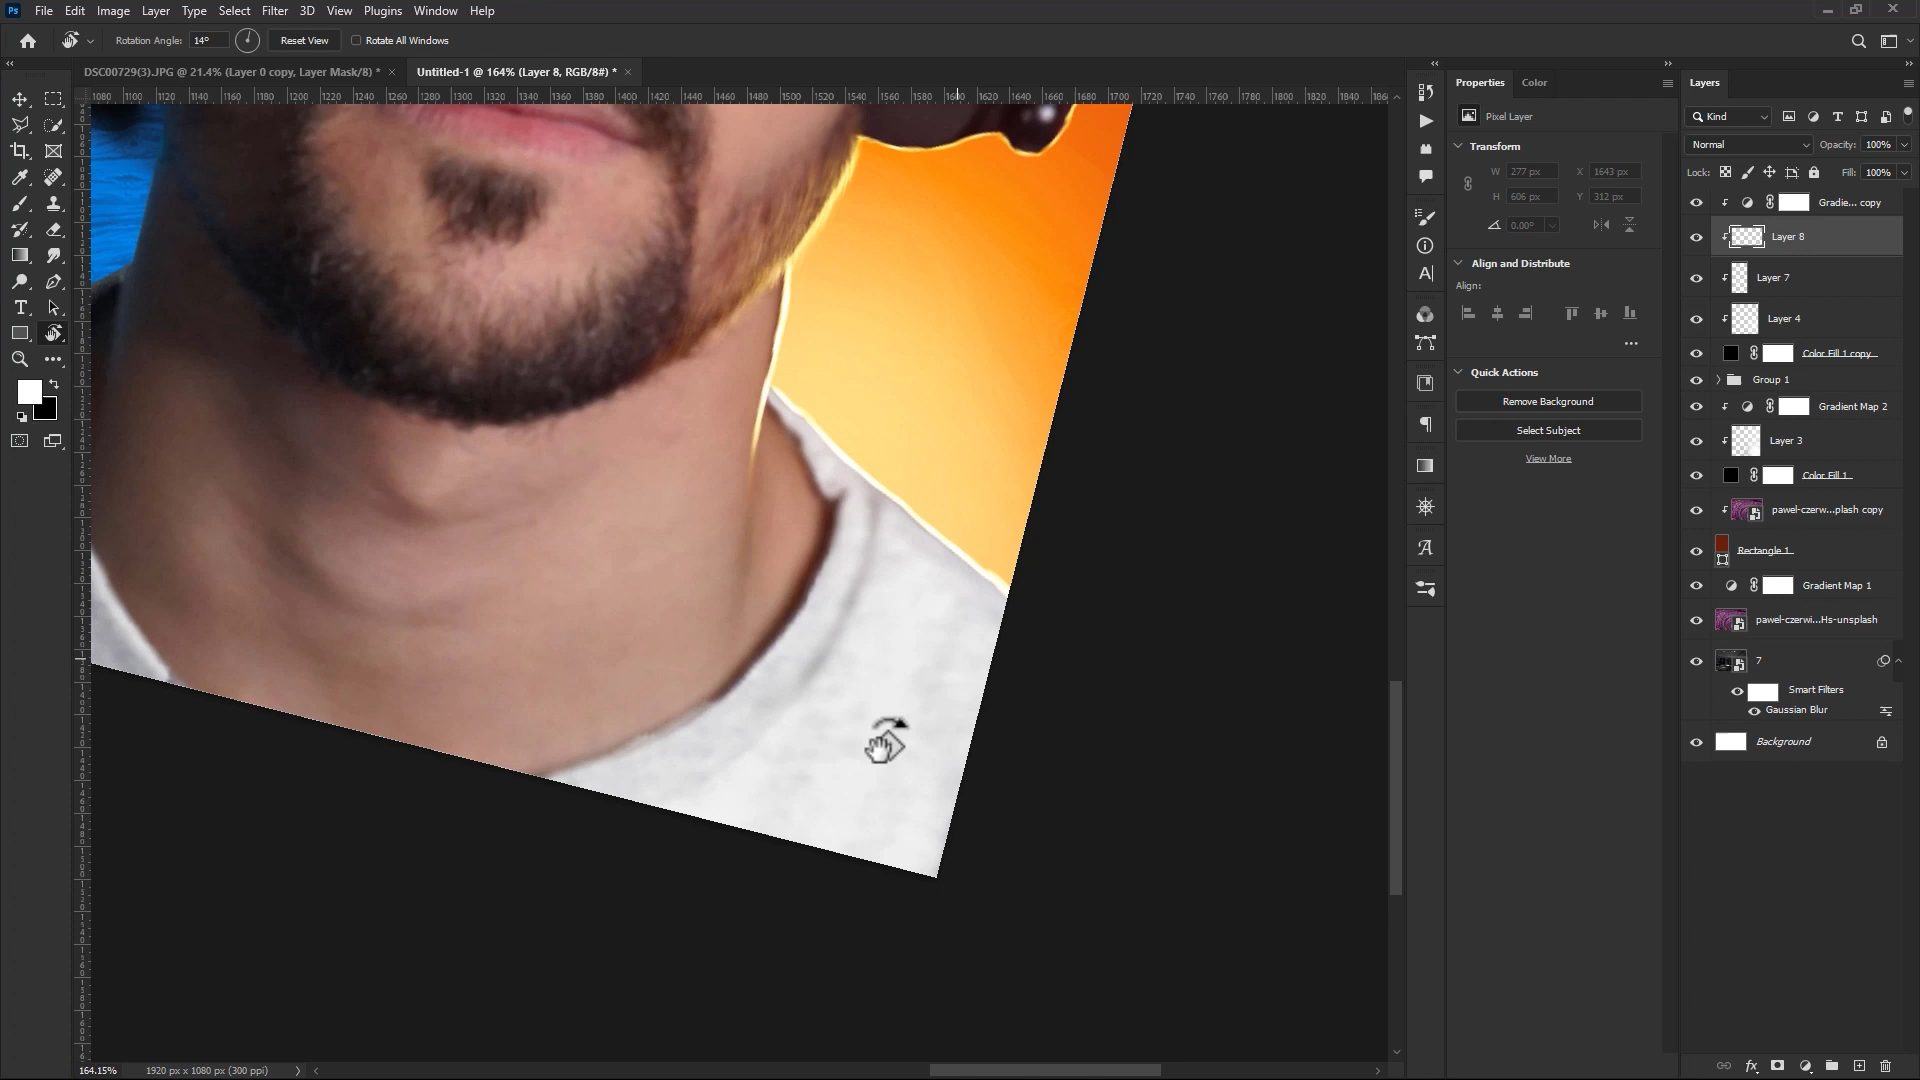 Ps File Edit Image Layer Type Select Filter 3D View Plugins Window Help
Rotation Angle: 14° Reset View Rotate All Windows
DSC00729(3).JPG @ 21.4% (Layer 0 copy, Layer Mask/8) * × Untitled-1 @ 164% (Layer 8, RGB/8#) * ×
1080 1100 1120 1140 1160 1180 1200 1220 1240 1260 1280 1300 1320 1340 1360 1380 1400 1420 1440 1460 1480 1500 1520 1540 1560 1580 1600 1620 1640 1660 1680 1700 1720 1740 1760 1780 1800 1820 1840 186
Properties Color
Pixel Layer
Transform
W 277 px X 1643 px
H 606 px Y 312 px
0.00°
Align and Distribute
Align:
Quick Actions
Remove Background
Select Subject
View More
Layers
Kind
Normal Opacity: 100%
Lock: Fill: 100%
Gradie... copy
Layer 8
Layer 7
Layer 4
Color Fill 1 copy
Group 1
Gradient Map 2
Layer 3
Color Fill 1
pawel-czerw...plash copy
Rectangle 1
Gradient Map 1
pawel-czerwi...Hs-unsplash
7
Smart Filters
Gaussian Blur
Background
fx
164.15% 1920 px x 1080 px (300 ppi)